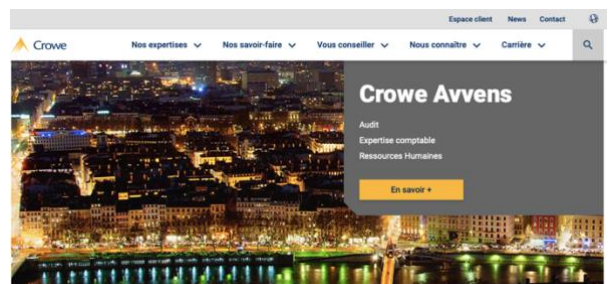 Espace client News Contact
Crowe Nos expertises Nos savoir-faire Vous conseiller Nous connaître Carrière
Crowe Avvens
Audit
Expertise comptable
Ressources Humaines
En savoir +